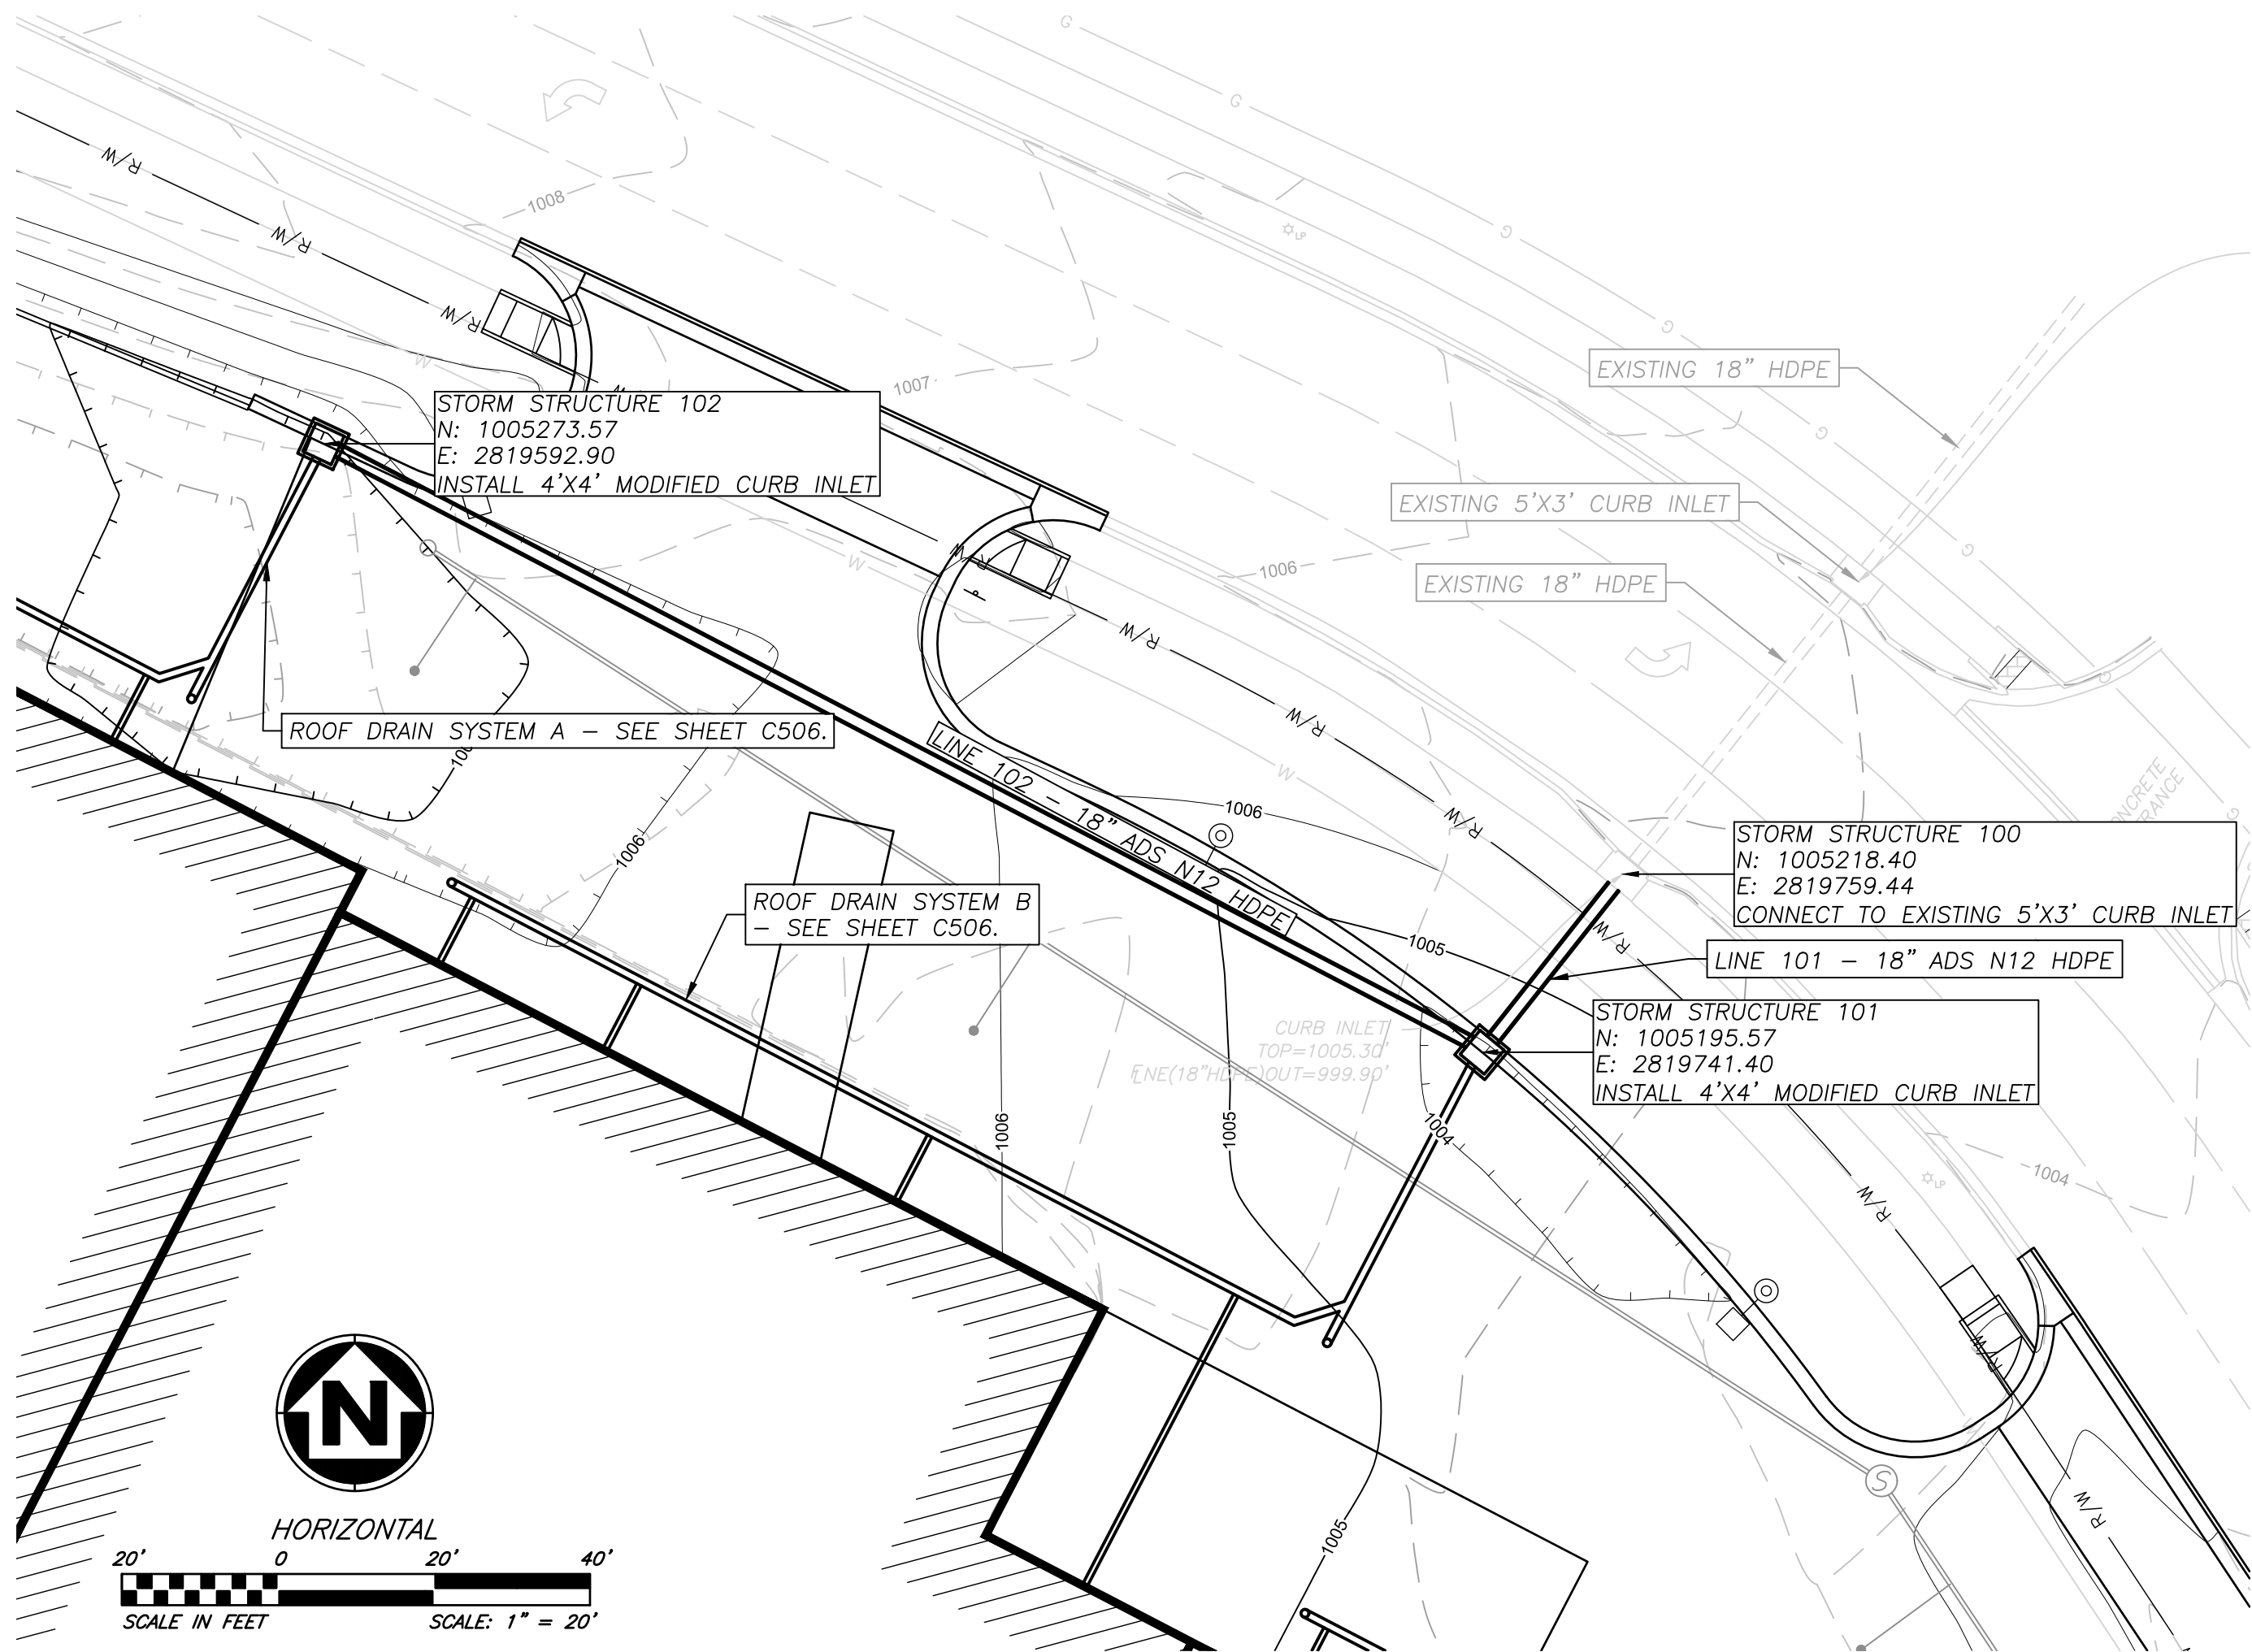 G
G
1008
R/W
R/W
LP
G
R/W
G
W
1007
EXISTING 18" HDPE
STORM STRUCTURE 102
N: 1005273.57
E: 2819592.90
INSTALL 4'X4' MODIFIED CURB INLET
G
EXISTING 5'X3' CURB INLET
G
W
R/W
1006
EXISTING 18" HDPE
R/W
G
ROOF DRAIN SYSTEM A – SEE SHEET C506.
R/W
W
LINE 102 – 18" ADS N12 HDPE
1006
R/W
G
1006
STORM STRUCTURE 100
N: 1005218.40
E: 2819759.44
CONNECT TO EXISTING 5'X3' CURB INLET
ROOF DRAIN SYSTEM B
– SEE SHEET C506.
1005
R/W
LINE 101 – 18" ADS N12 HDPE
STORM STRUCTURE 101
N: 1005195.57
E: 2819741.40
INSTALL 4'X4' MODIFIED CURB INLET
CURB INLET
TOP=1005.30'
NE(18"HDPE)OUT=999.90'
1006
1005
1004
1004
LP
R/W
R/W
N
S
R/W
1005
HORIZONTAL
20' 0 20' 40'
SCALE IN FEET SCALE: 1" = 20'